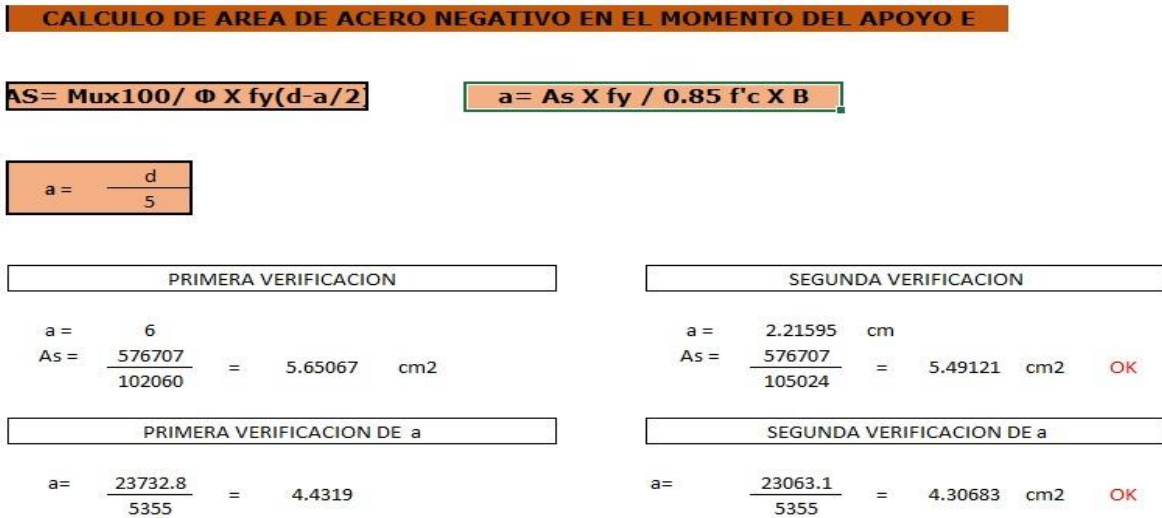 CALCULO DE AREA DE ACERO NEGATIVO EN EL MOMENTO DEL APOYO E
AS= Mux100/ Φ X fy(d-a/2)
a= As X fy / 0.85 f'c X B
a = d
5
PRIMERA VERIFICACION
a = 6
As = 576707 = 5.65067 cm2
102060
PRIMERA VERIFICACION DE a
a= 23732.8 = 4.4319
5355
SEGUNDA VERIFICACION
a = 2.21595 cm
As = 576707 = 5.49121 cm2 OK
105024
SEGUNDA VERIFICACION DE a
a= 23063.1 = 4.30683 cm2 OK
5355